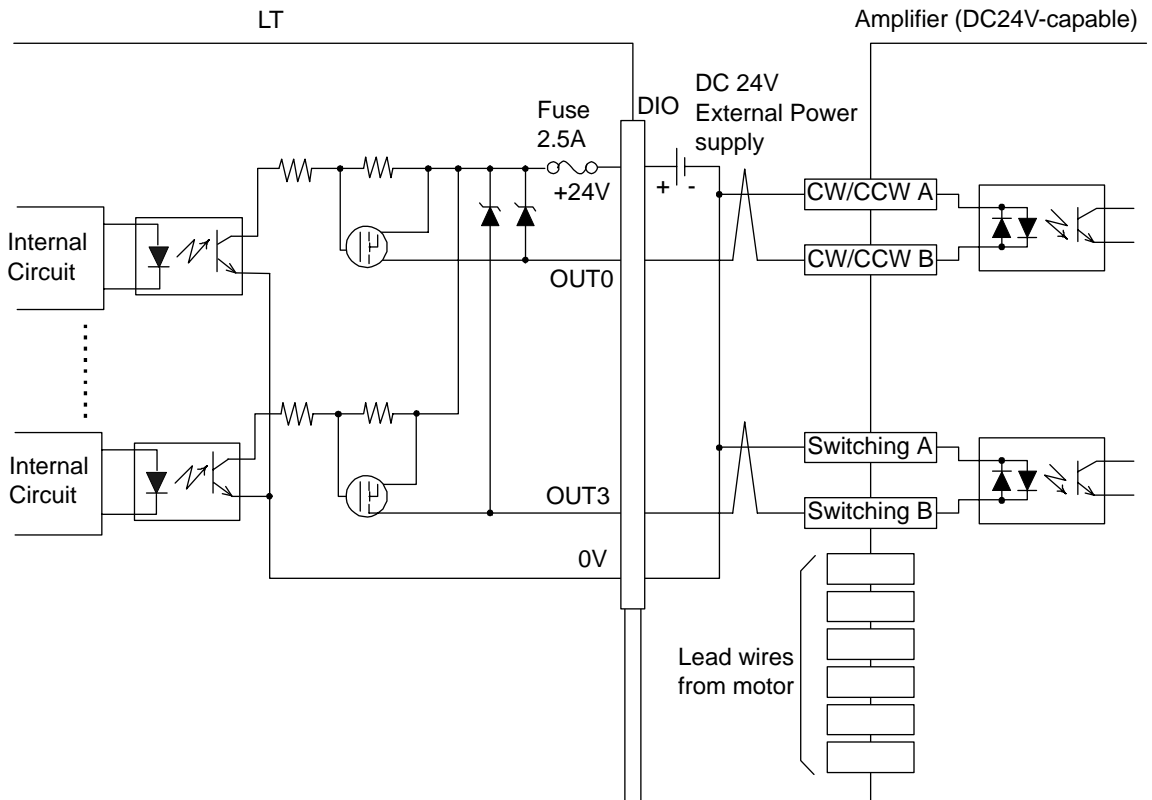 LT
Amplifier (DC24V-capable)
Fuse
2.5A
DIO
DC 24V
External Power
supply
+24V
+ -
CW/CCW A
Internal
Circuit
CW/CCW B
OUT0
Switching A
Internal
Circuit
OUT3
Switching B
0V
Lead wires
from motor